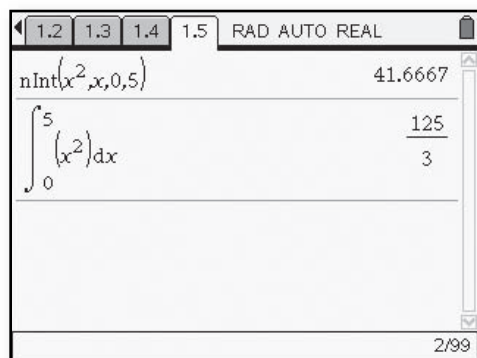 1.2 1.3 1.4 1.5 RAD AUTO REAL
nInt(x²,x,0,5) 41.6667
∫₀⁵(x²)dx 125/3
2/99